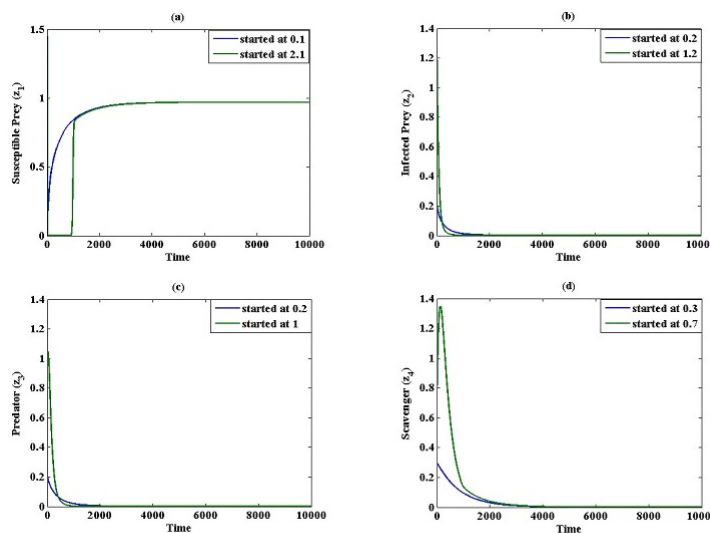 (a)
1.5
1
0.5
0
Susceptible Prey (z1)
started at 0.1
started at 2.1
0 2000 4000 6000 8000 10000
Time
(b)
1.4
1.2
1
0.8
0.6
0.4
0.2
0
Infected Prey (z2)
started at 0.2
started at 1.2
0 2000 4000 6000 8000 1000
Time
(c)
1.4
1.2
1
0.8
0.6
0.4
0.2
0
Predator (z3)
started at 0.2
started at 1
0 2000 4000 6000 8000 10000
Time
(d)
1.4
1.2
1
0.8
0.6
0.4
0.2
0
Scavenger (z4)
started at 0.3
started at 0.7
0 2000 4000 6000 8000 1000
Time